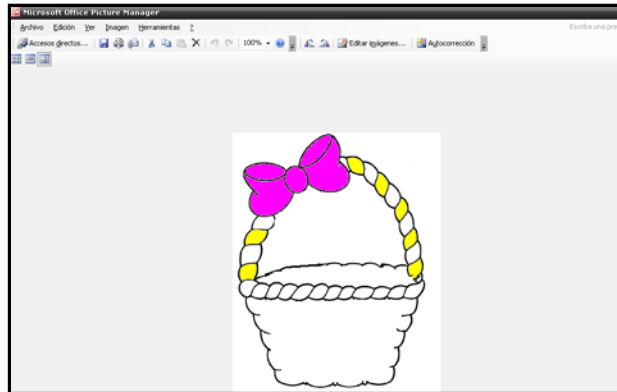 Microsoft Office Picture Manager
Archivo Edición Ver Imagen Herramientas ? Escriba una pre
Accesos directos... 100% Editar imágenes... Autocorrección